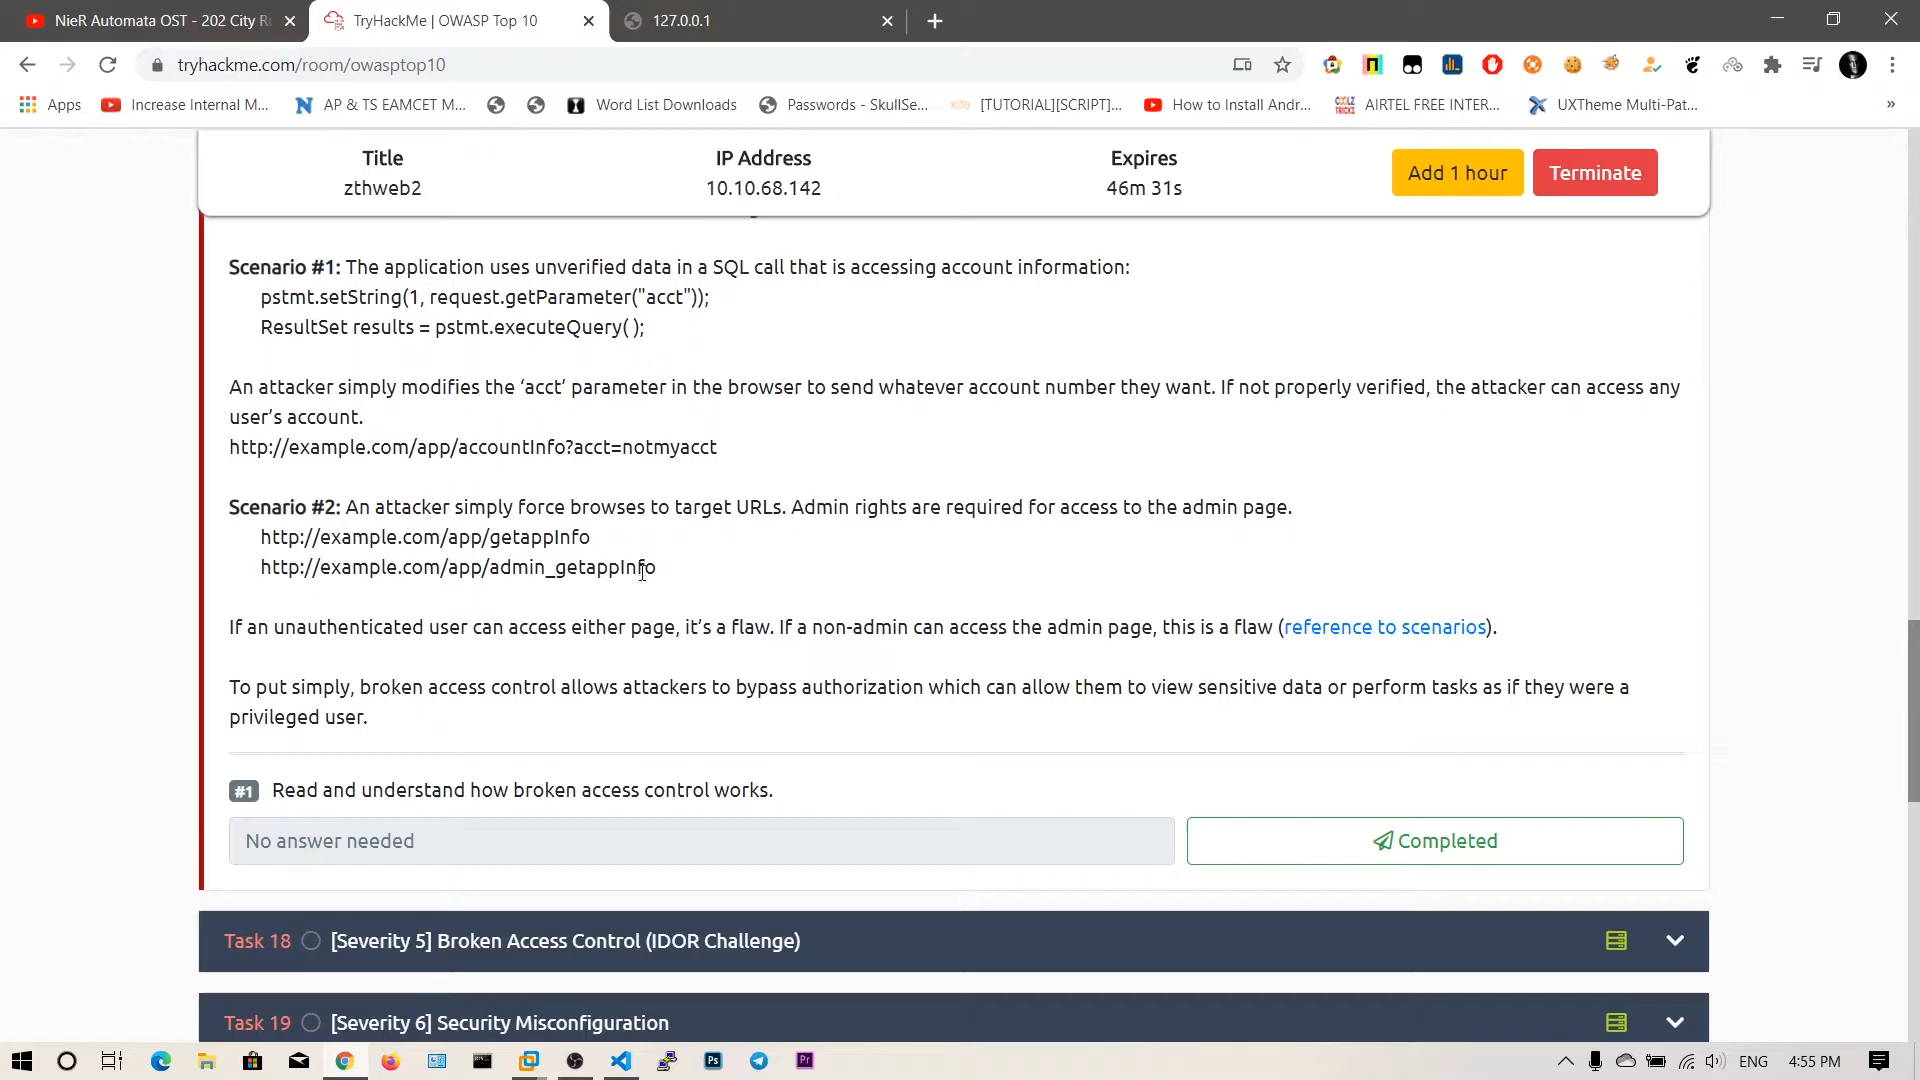 NieR Automata OST - 202 City R
TryHackMe | OWASP Top 10
127.0.0.1
tryhackme.com/room/owasptop10
Apps
Increase Internal M...
AP & TS EAMCET M...
Word List Downloads
Passwords - SkullSe...
[TUTORIAL][SCRIPT]...
How to Install Andr...
AIRTEL FREE INTER...
UXTheme Multi-Pat...
»
Title
IP Address
Expires
zthweb2
10.10.68.142
46m 31s
Add 1 hour
Terminate
Scenario #1: The application uses unverified data in a SQL call that is accessing account information:
pstmt.setString(1, request.getParameter("acct"));
ResultSet results = pstmt.executeQuery( );
An attacker simply modifies the ‘acct’ parameter in the browser to send whatever account number they want. If not properly verified, the attacker can access any
user’s account.
http://example.com/app/accountInfo?acct=notmyacct
Scenario #2: An attacker simply force browses to target URLs. Admin rights are required for access to the admin page.
http://example.com/app/getappInfo
http://example.com/app/admin_getappInfo
If an unauthenticated user can access either page, it’s a flaw. If a non-admin can access the admin page, this is a flaw (reference to scenarios).
To put simply, broken access control allows attackers to bypass authorization which can allow them to view sensitive data or perform tasks as if they were a
privileged user.
#1 Read and understand how broken access control works.
No answer needed
Completed
Task 18 [Severity 5] Broken Access Control (IDOR Challenge)
Task 19 [Severity 6] Security Misconfiguration
Ps
Pr
ENG
4:55 PM